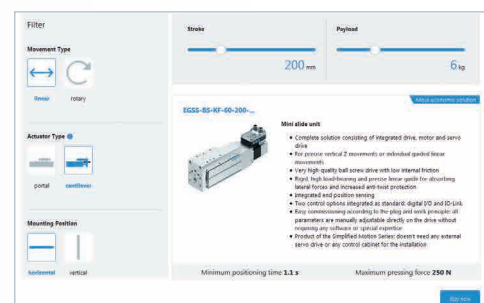 Filter
Movement Type
linear
rotary
Actuator Type
portal
cantilever
Mounting Position
horizontal
vertical
Stroke
200 mm
Payload
6 kg
Most economic solution
EGSS-BS-KF-60-200-...
Mini slide unit
• Complete solution consisting of integrated drive, motor and servo
drive
• For precise vertical Z movements or individual guided linear
movements
• Very high quality ball screw drive with low internal friction
• Rigid, high load-bearing and precise linear guide for absorbing
lateral forces and increased anti-twist protection
• Integrated end position sensing
• Two control options integrated as standard: digital I/O and IO-Link
• Easy commissioning according to the plug and work principle: all
parameters are manually adjustable directly on the drive without
requiring any software or special expertise
• Product of the Simplified Motion Series: doesn't need any external
servo drive or any control cabinet for the installation
Minimum positioning time 1.1 s
Maximum pressing force 250 N